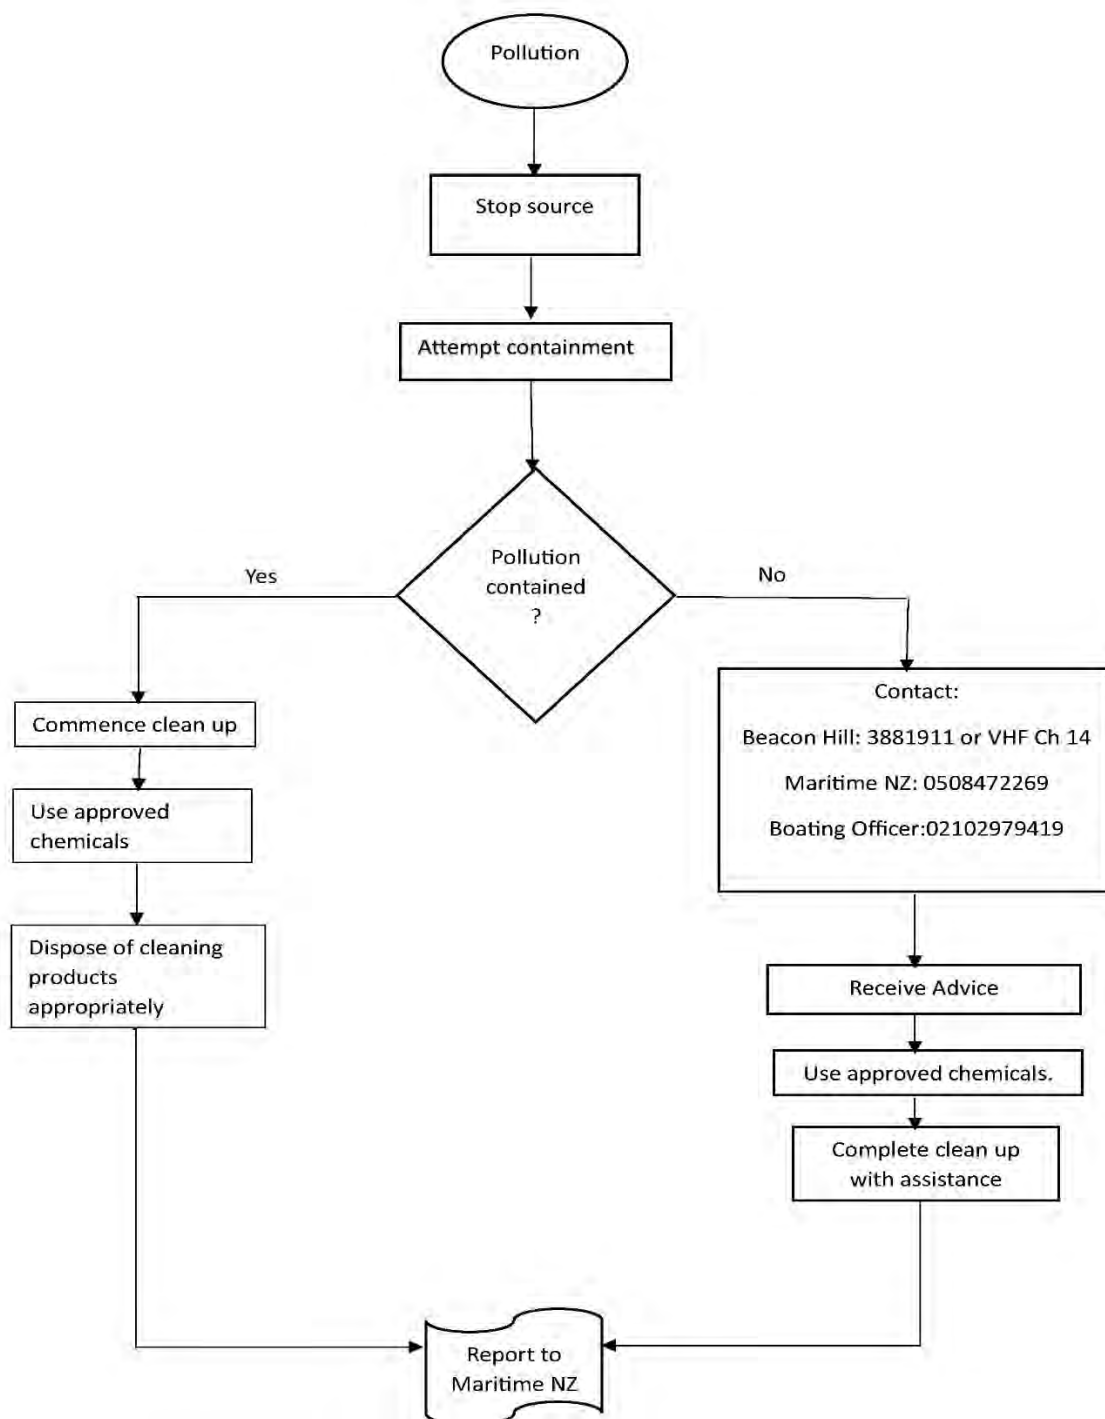 Pollution
Stop source
Attempt containment
Pollution
contained
?
Yes
No
Commence clean up
Use approved
chemicals
Dispose of cleaning
products
appropriately
Contact:
Beacon Hill: 3881911 or VHF Ch 14
Maritime NZ: 0508472269
Boating Officer:02102979419
Receive Advice
Use approved chemicals.
Complete clean up
with assistance
Report to
Maritime NZ